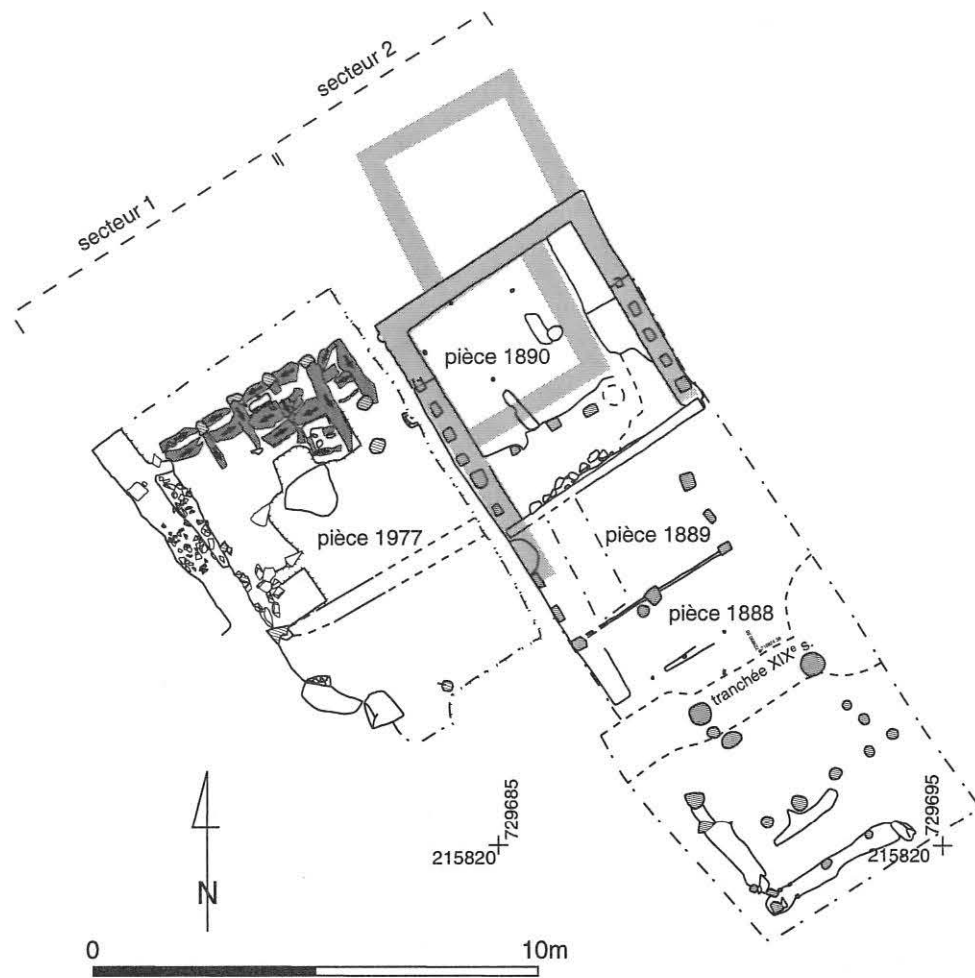 secteur 2
secteur 1
pièce 1890
pièce 1977
pièce 1889
pièce 1888
tranchée XIXᵉ s.
729685
215820
729695
215820
N
0
10m